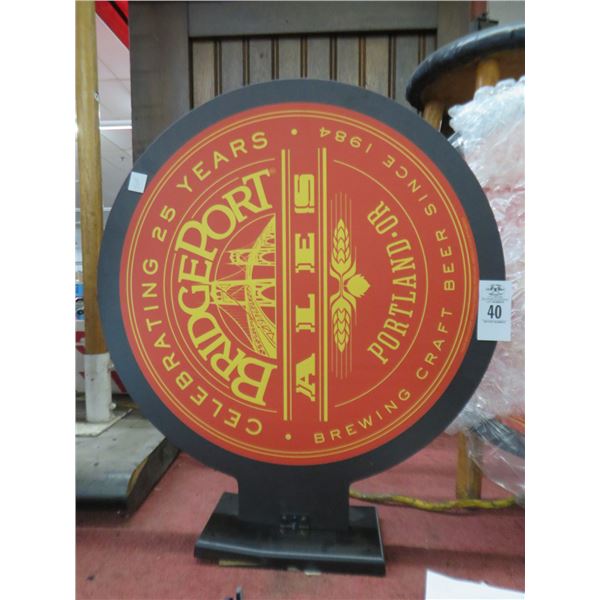 CELEBRATING 25 YEARS
BRIDGEPORT
ALES
PORTLAND • OR
BREWING CRAFT BEER SINCE 1984
40